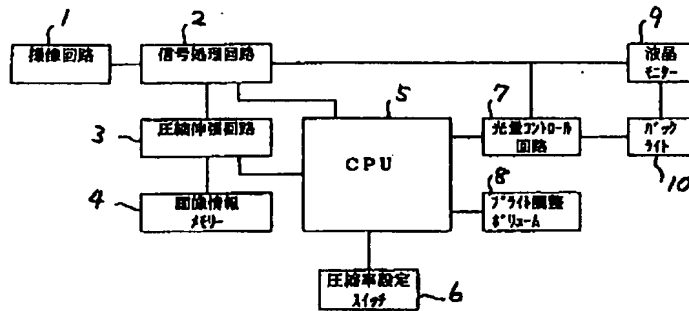 1
撮像回路
2
信号処理回路
3
圧縮伸張回路
4
画像情報
メモリー
5
CPU
6
圧縮率設定
スイッチ
7
光量コントロール
回路
8
ブライト調整
ボリューム
9
液晶
モニター
10
バック
ライト